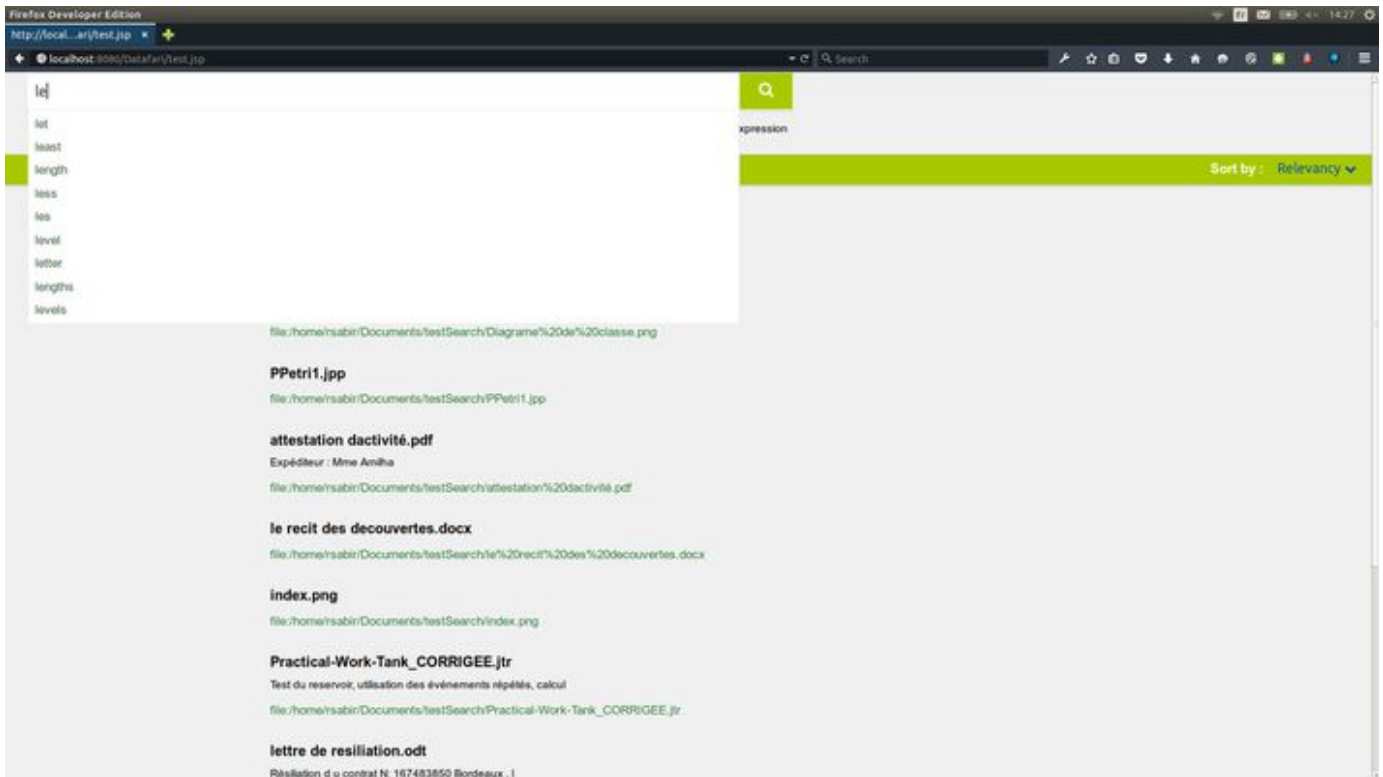 Firefox Developer Edition
14:27
http://local...ari/test.jsp
localhost:8080/Datafari/test.jsp
Search
le
let
least
length
less
les
level
letter
lengths
levels
xpression
Sort by : Relevancy
file:/home/rsabir/Documents/testSearch/Diagrame%20de%20classe.png
PPetri1.jpp
file:/home/rsabir/Documents/testSearch/PPetri1.jpp
attestation dactivité.pdf
Expéditeur : Mme Amilha
file:/home/rsabir/Documents/testSearch/attestation%20dactivité.pdf
le recit des decouvertes.docx
file:/home/rsabir/Documents/testSearch/le%20recit%20des%20decouvertes.docx
index.png
file:/home/rsabir/Documents/testSearch/index.png
Practical-Work-Tank_CORRIGEE.jtr
Test du reservoir, utilisation des événements répétés, calcul
file:/home/rsabir/Documents/testSearch/Practical-Work-Tank_CORRIGEE.jtr
lettre de resiliation.odt
Résiliation d u contrat N: 167483850 Bordeaux , l